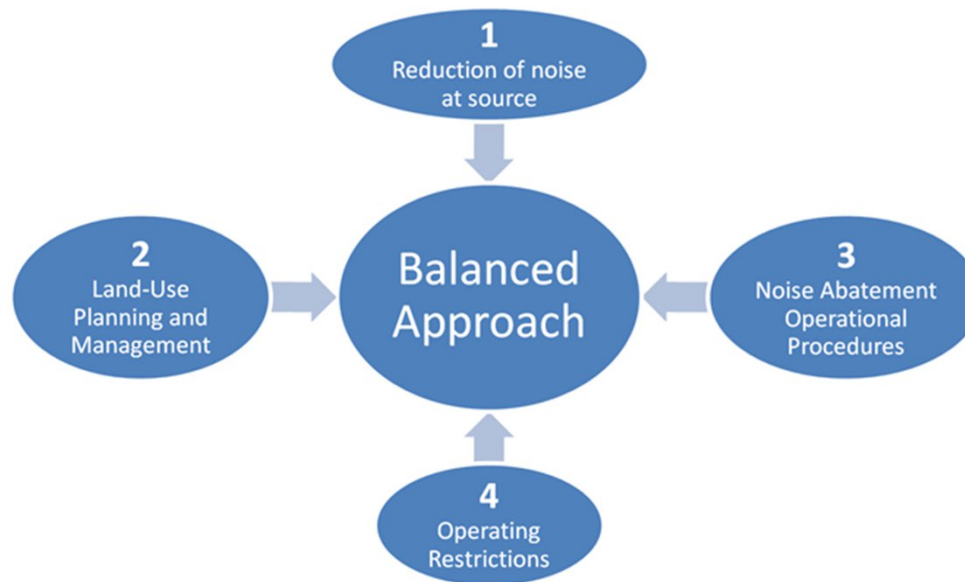 1
Reduction of noise
at source
2
Land-Use
Planning and
Management
Balanced
Approach
3
Noise Abatement
Operational
Procedures
4
Operating
Restrictions